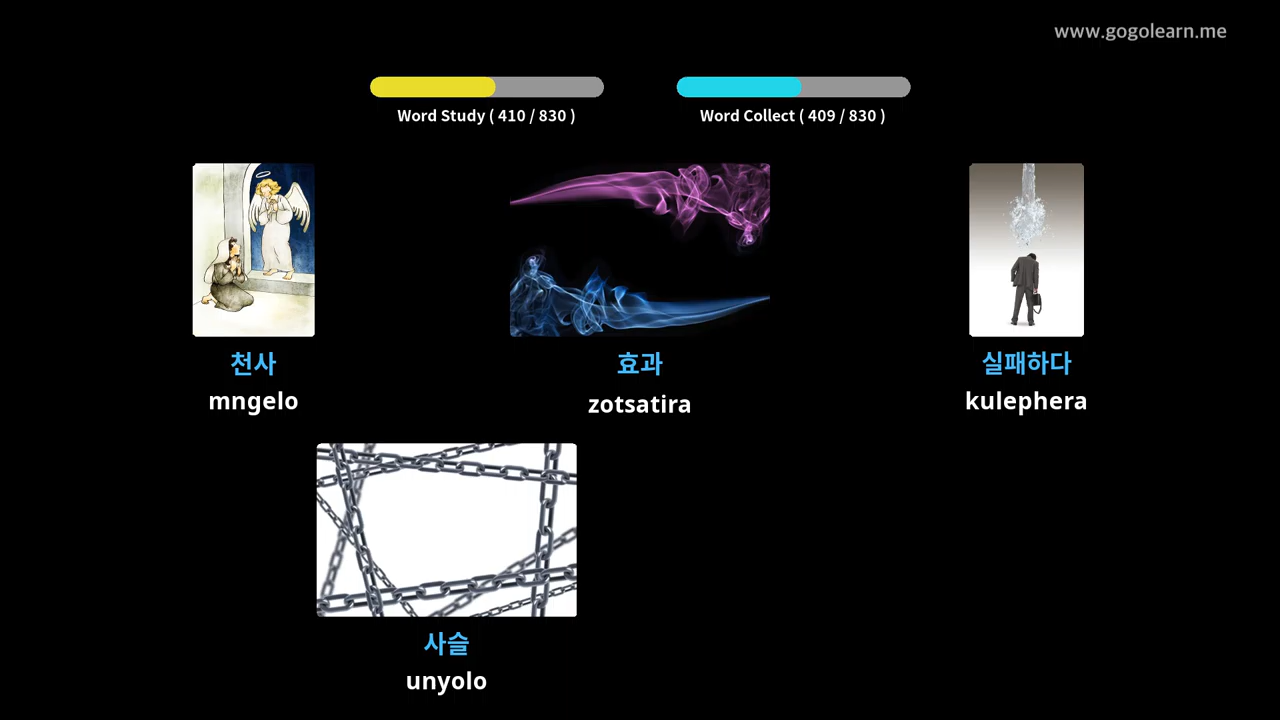 www.gogolearn.me
Word Study ( 410 / 830 )
Word Collect ( 409 / 830 )
천사
mngelo
효과
zotsatira
실패하다
kulephera
사슬
unyolo